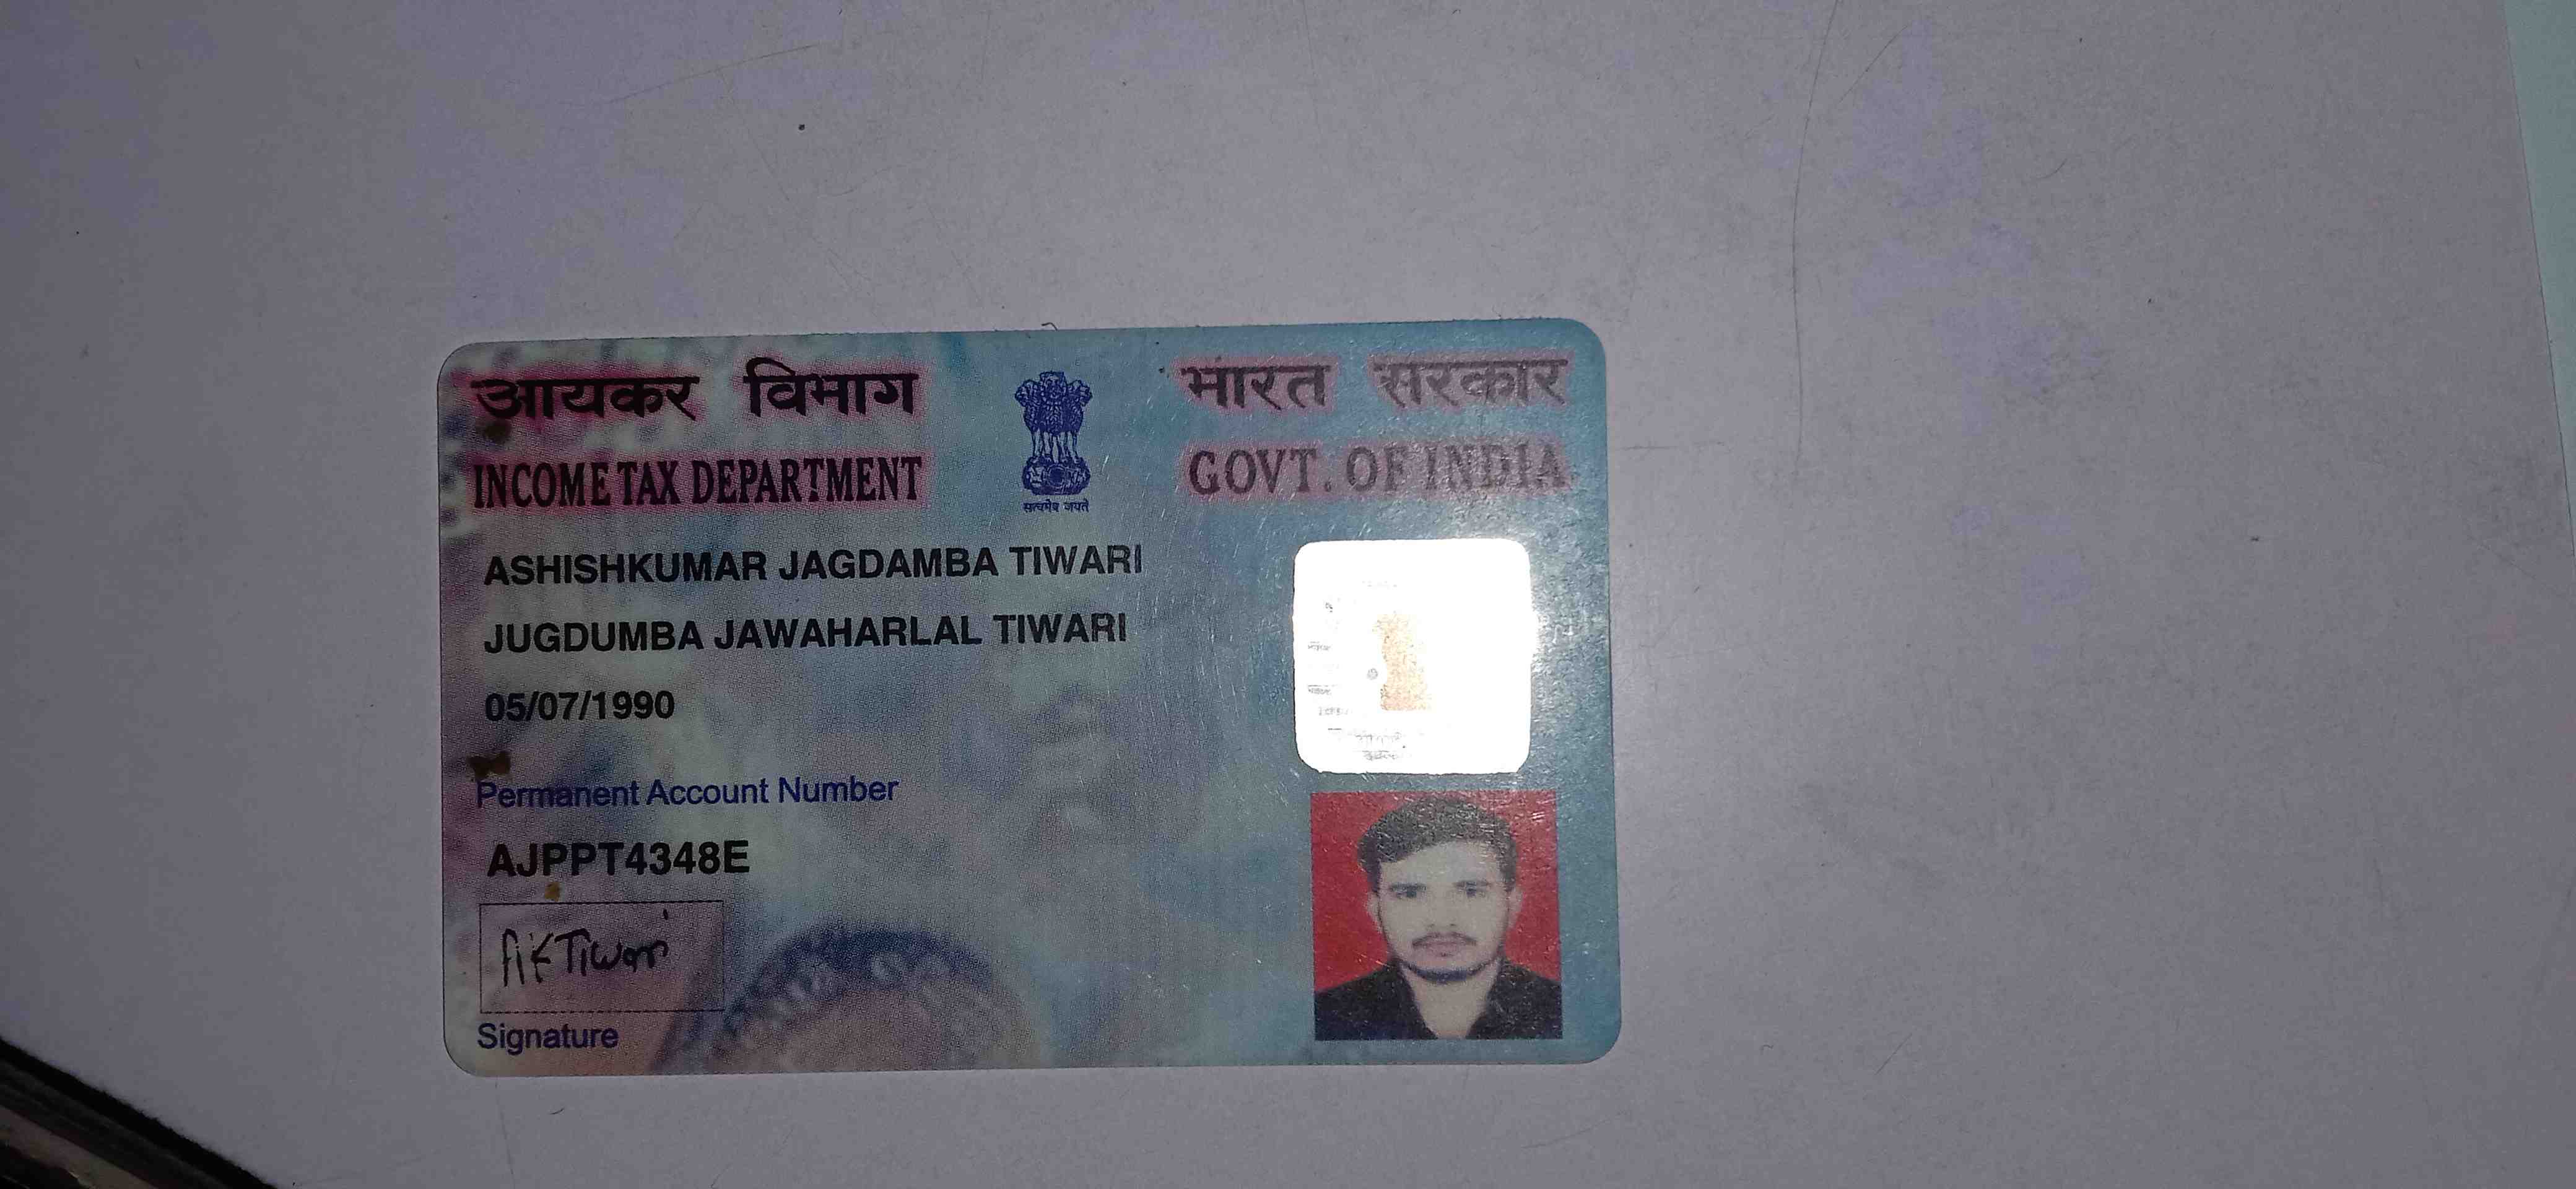 आयकर विभाग
भारत सरकार
INCOME TAX DEPARTMENT
GOVT. OF INDIA
सत्यमेव जयते
ASHISHKUMAR JAGDAMBA TIWARI
JUGDUMBA JAWAHARLAL TIWARI
05/07/1990
Permanent Account Number
AJPPT4348E
AKTiwari
Signature